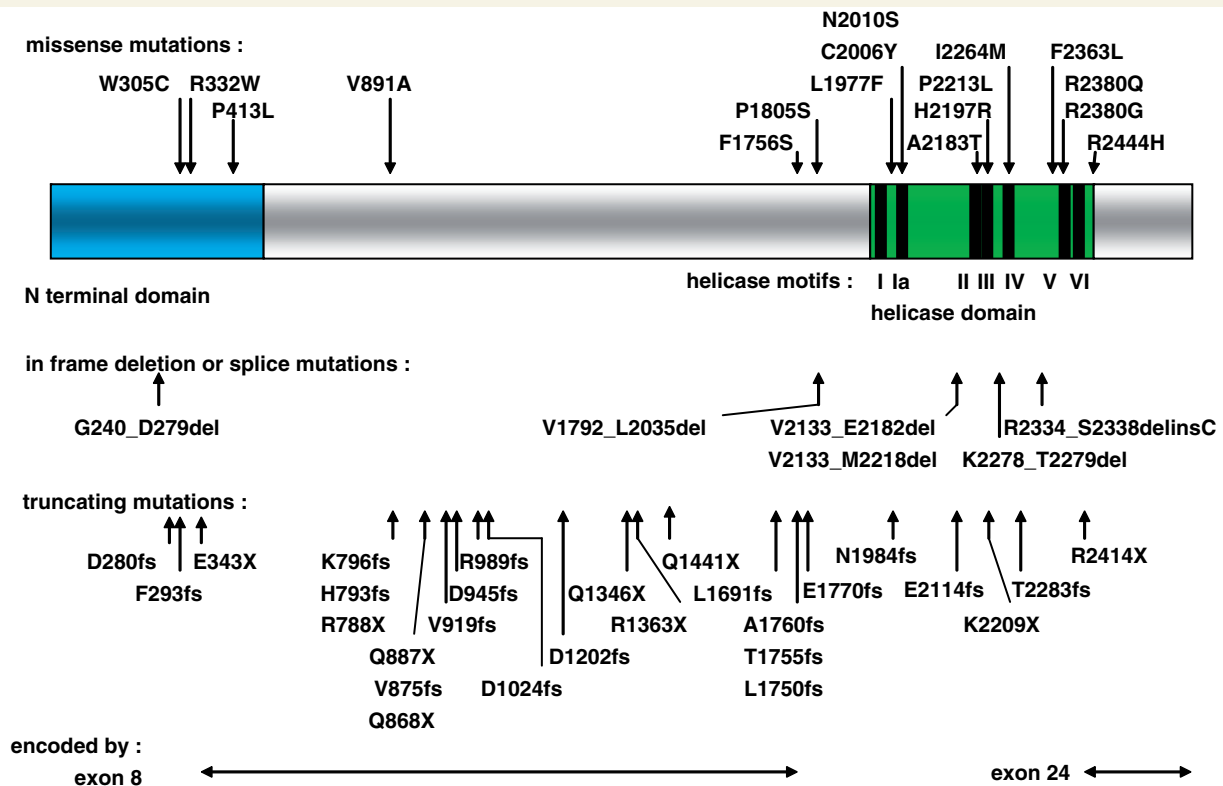 missense mutations :
N2010S
C2006Y I2264M F2363L
W305C R332W V891A L1977F P2213L R2380Q
P413L P1805S H2197R R2380G
F1756S A2183T R2444H
helicase motifs : I Ia II III IV V VI
N terminal domain
helicase domain
in frame deletion or splice mutations :
G240_D279del V1792_L2035del V2133_E2182del R2334_S2338delinsC
V2133_M2218del K2278_T2279del
truncating mutations :
D280fs E343X K796fs R989fs Q1441X N1984fs R2414X
F293fs H793fs D945fs Q1346X L1691fs E1770fs E2114fs T2283fs
R788X V919fs R1363X A1760fs K2209X
Q887X D1202fs T1755fs
V875fs D1024fs L1750fs
Q868X
encoded by :
exon 8 exon 24